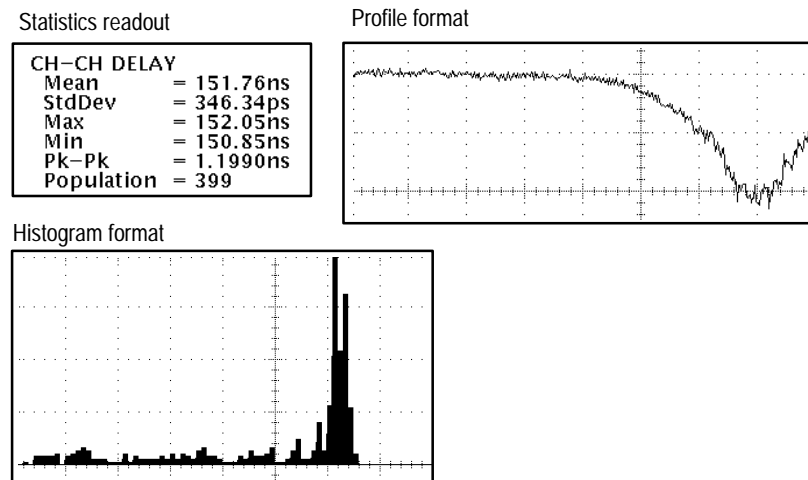 Statistics readout
CH–CH DELAY
Mean = 151.76ns
StdDev = 346.34ps
Max = 152.05ns
Min = 150.85ns
Pk–Pk = 1.1990ns
Population = 399
Profile format
Histogram format